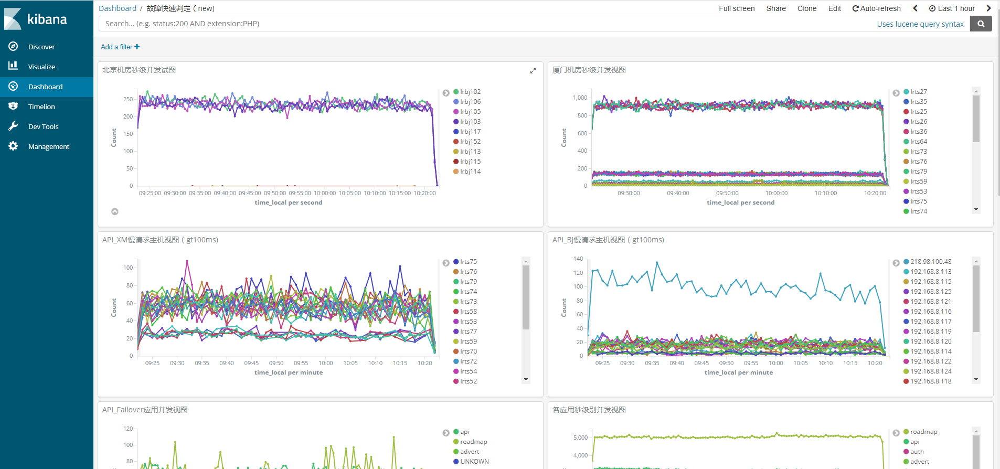 kibana
Discover
Visualize
Dashboard
Timelion
Dev Tools
Management
Dashboard / 故障快速判定（new）
Full screen Share Clone Edit Auto-refresh Last 1 hour
Search... (e.g. status:200 AND extension:PHP)
Uses lucene query syntax
Add a filter
北京机房秒级并发试图
250
200
150
100
50
0
Count
09:25:00 09:30:00 09:35:00 09:40:00 09:45:00 09:50:00 09:55:00 10:00:00 10:05:00 10:10:00 10:15:00 10:20:00
time_local per second
lrbj102
lrbj106
lrbj105
lrbj103
lrbj117
lrbj152
lrbj113
lrbj115
lrbj114
厦门机房秒级并发视图
1,000
800
600
400
200
0
Count
09:30:00 09:40:00 09:50:00 10:00:00 10:10:00 10:20:00
time_local per second
lrts27
lrts35
lrts25
lrts26
lrts36
lrts64
lrts73
lrts76
lrts79
lrts59
lrts53
lrts75
lrts74
API_XM慢请求主机视图（gt100ms)
100
80
60
40
20
0
Count
09:25 09:30 09:35 09:40 09:45 09:50 09:55 10:00 10:05 10:10 10:15 10:20
time_local per minute
lrts75
lrts76
lrts79
lrts74
lrts73
lrts58
lrts53
lrts77
lrts59
lrts70
lrts72
lrts54
lrts52
API_BJ慢请求主机视图（gt100ms)
140
120
100
80
60
40
20
0
Count
09:25 09:30 09:35 09:40 09:45 09:50 09:55 10:00 10:05 10:10 10:15 10:20
time_local per minute
218.98.100.48
192.168.8.113
192.168.8.115
192.168.8.125
192.168.8.121
192.168.8.116
192.168.8.117
192.168.8.119
192.168.8.120
192.168.8.114
192.168.8.122
192.168.8.124
192.168.8.118
API_Failover应用并发视图
120
100
80
api
roadmap
advert
UNKOWN
各应用秒级别并发视图
5,000
4,000
roadmap
api
auth
advert